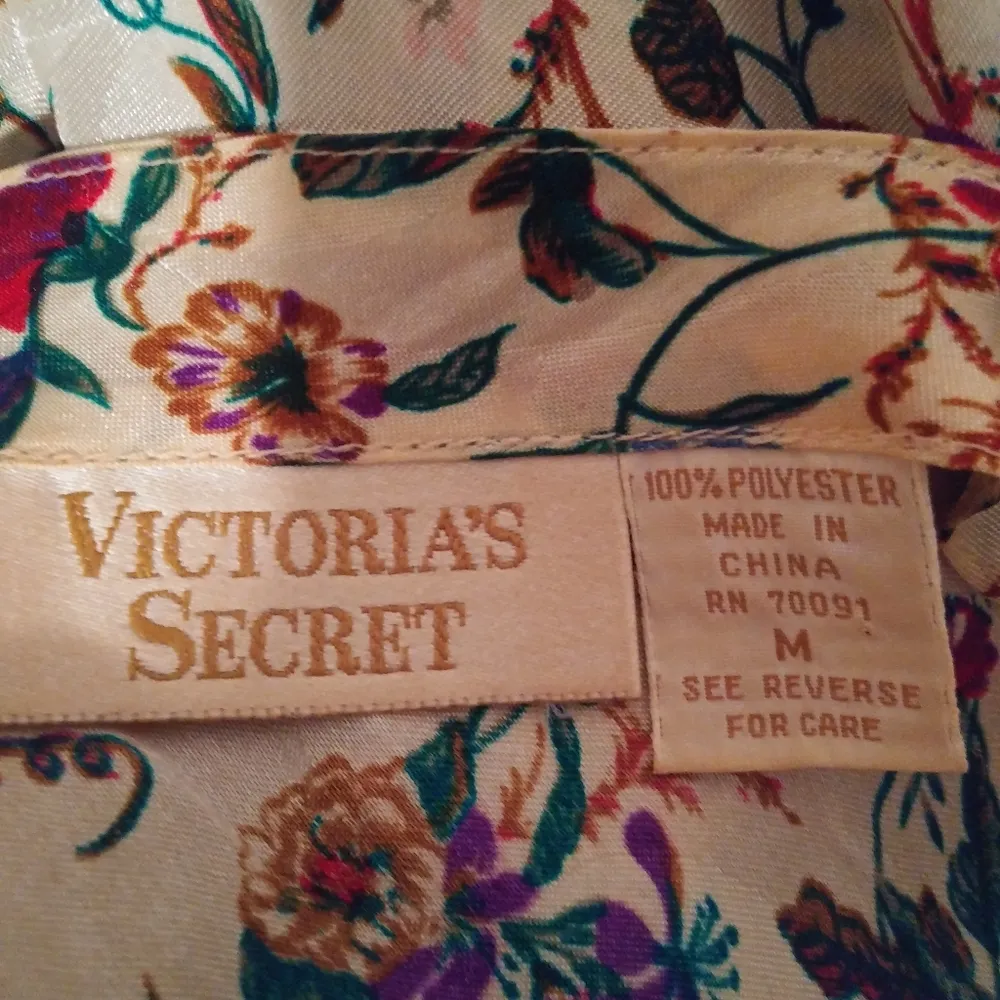 VICTORIA'S
SECRET
100% POLYESTER
MADE IN
CHINA
RN 70091
M
SEE REVERSE
FOR CARE